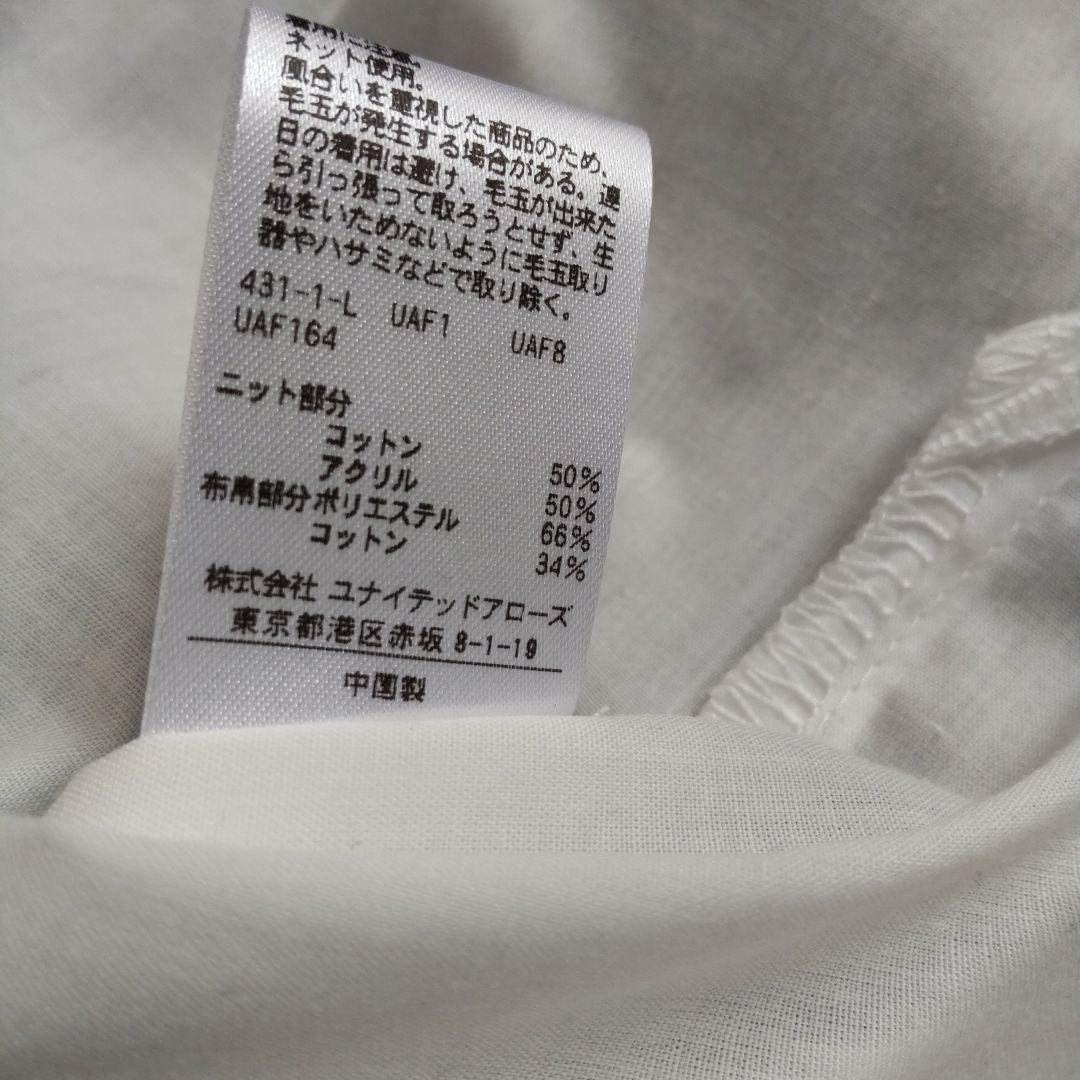 着用に注意。
ネット使用。
風合いを重視した商品のため、
毛玉が発生する場合がある。連
日の着用は避け、毛玉が出来た
ら引っ張って取ろうとせず、生
地をいためないように毛玉取り
器やハサミなどで取り除く。
431-1-L UAF1 UAF8
UAF164
ニット部分
コットン 50%
アクリル 50%
布帛部分ポリエステル 66%
コットン 34%
株式会社 ユナイテッドアローズ
東京都港区赤坂 8-1-19
中国製